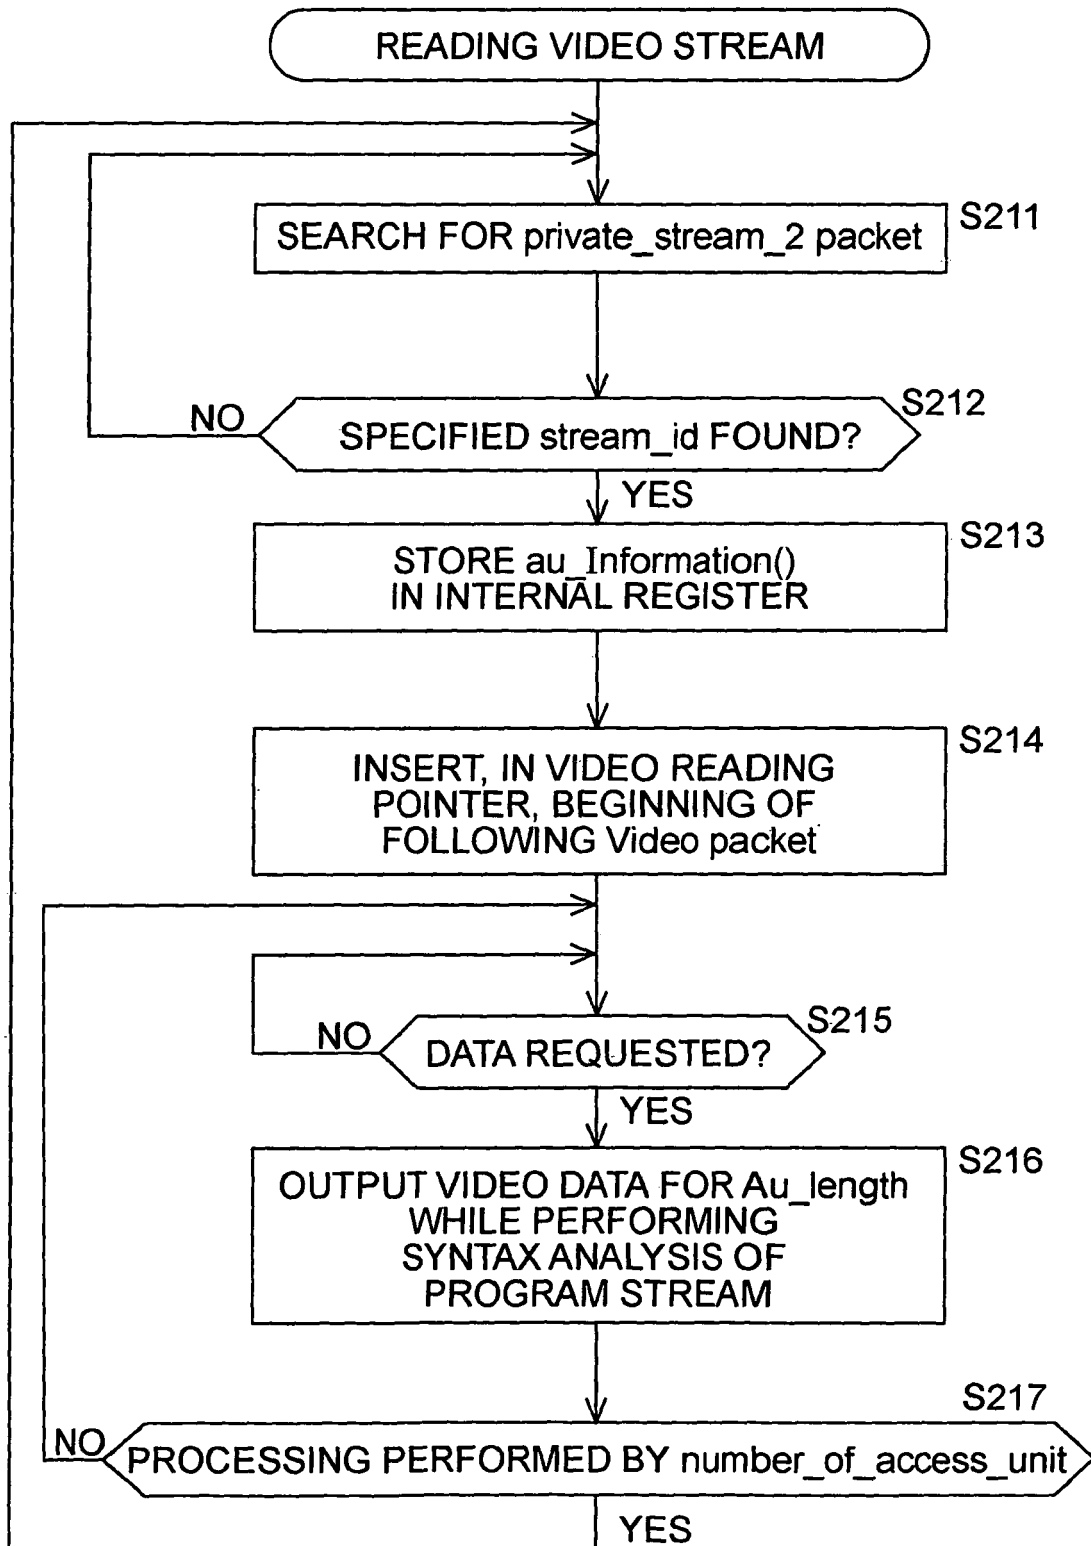 READING VIDEO STREAM
SEARCH FOR private_stream_2 packet
S211
NO
SPECIFIED stream_id FOUND?
S212
YES
STORE au_Information()
IN INTERNAL REGISTER
S213
INSERT, IN VIDEO READING
POINTER, BEGINNING OF
FOLLOWING Video packet
S214
NO
DATA REQUESTED?
S215
YES
OUTPUT VIDEO DATA FOR Au_length
WHILE PERFORMING
SYNTAX ANALYSIS OF
PROGRAM STREAM
S216
S217
NO
PROCESSING PERFORMED BY number_of_access_unit
YES